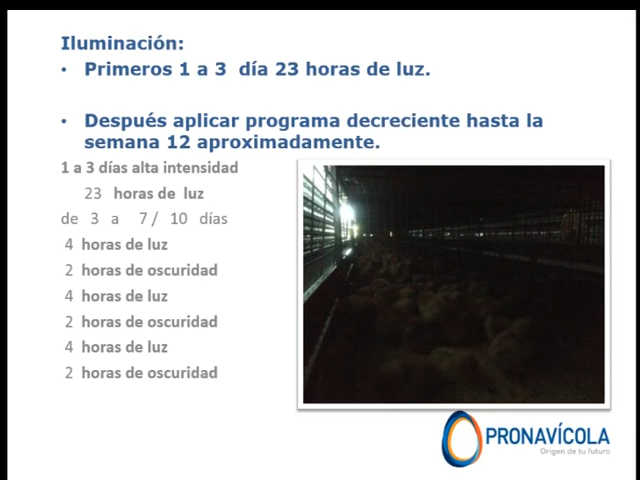 Iluminación:
• Primeros 1 a 3 día 23 horas de luz.
• Después aplicar programa decreciente hasta la
semana 12 aproximadamente.
1 a 3 días alta intensidad
23 horas de luz
de 3 a 7 / 10 días
4 horas de luz
2 horas de oscuridad
4 horas de luz
2 horas de oscuridad
4 horas de luz
2 horas de oscuridad
PRONAVÍCOLA
Origen de tu futuro